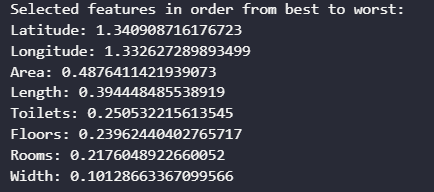 Selected features in order from best to worst:
Latitude: 1.340908716176723
Longitude: 1.332627289893499
Area: 0.4876411421939073
Length: 0.394448485538919
Toilets: 0.250532215613545
Floors: 0.23962440402765717
Rooms: 0.2176048922660052
Width: 0.10128663367099566